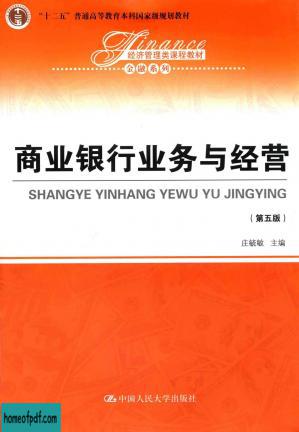 “十二五”普通高等教育本科国家级规划教材
Finance
经济管理类课程教材
金融系列
商业银行业务与经营
SHANGYE YINHANG YEWU YU JINGYING
(第五版)
庄毓敏 主编
中国人民大学出版社
homeofpdf.com